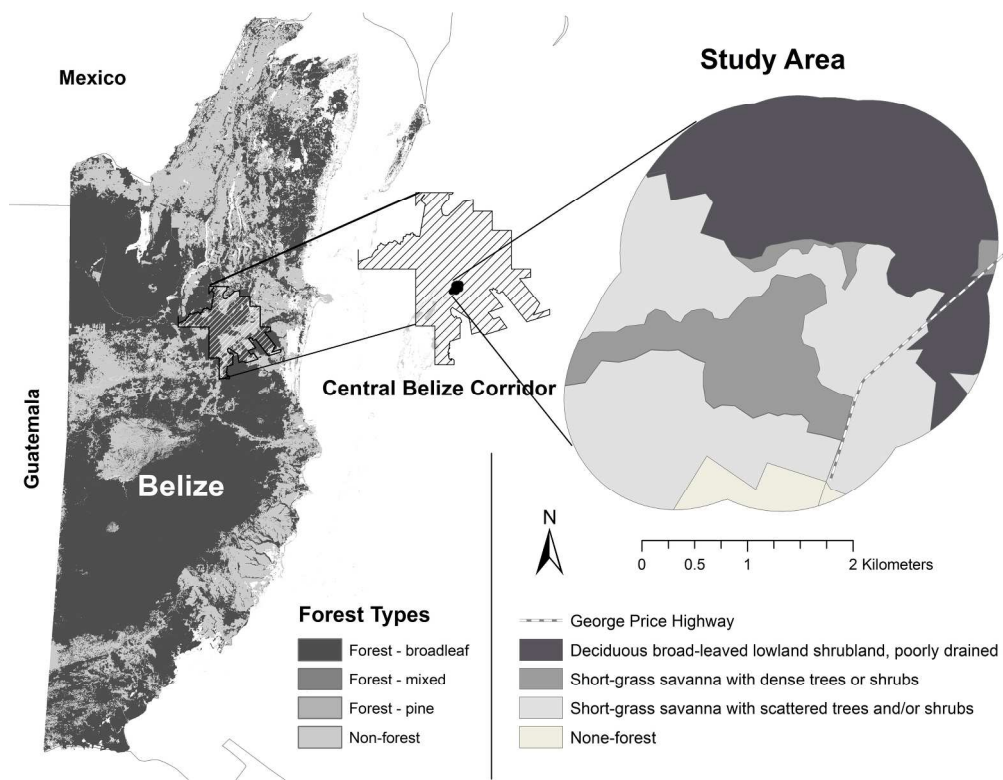 Mexico
Study Area
Guatemala
Belize
Central Belize Corridor
N
0 0.5 1 2 Kilometers
Forest Types
Forest - broadleaf
Forest - mixed
Forest - pine
Non-forest
George Price Highway
Deciduous broad-leaved lowland shrubland, poorly drained
Short-grass savanna with dense trees or shrubs
Short-grass savanna with scattered trees and/or shrubs
None-forest